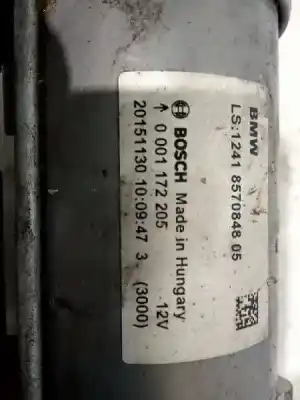 BMW
LS:1241 8570848 05
BOSCH Made in Hungary
↑ 0 001 172 205 12V
20151130 10:09:47 3 (3000)